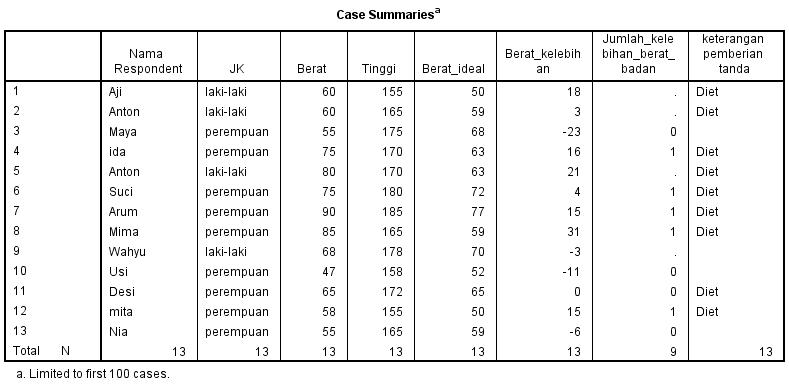 Case Summariesᵃ
Nama Respondent JK Berat Tinggi Berat_ideal Berat_kelebihan Jumlah_kelebihan_berat_badan keterangan pemberian tanda
1 Aji laki-laki 60 155 50 18 . Diet
2 Anton laki-laki 60 165 59 3 . Diet
3 Maya perempuan 55 175 68 -23 0
4 ida perempuan 75 170 63 16 1 Diet
5 Anton laki-laki 80 170 63 21 . Diet
6 Suci perempuan 75 180 72 4 1 Diet
7 Arum perempuan 90 185 77 15 1 Diet
8 Mima perempuan 85 165 59 31 1 Diet
9 Wahyu laki-laki 68 178 70 -3 .
10 Usi perempuan 47 158 52 -11 0
11 Desi perempuan 65 172 65 0 0 Diet
12 mita perempuan 58 155 50 15 1 Diet
13 Nia perempuan 55 165 59 -6 0
Total N 13 13 13 13 13 13 9 13
a. Limited to first 100 cases.